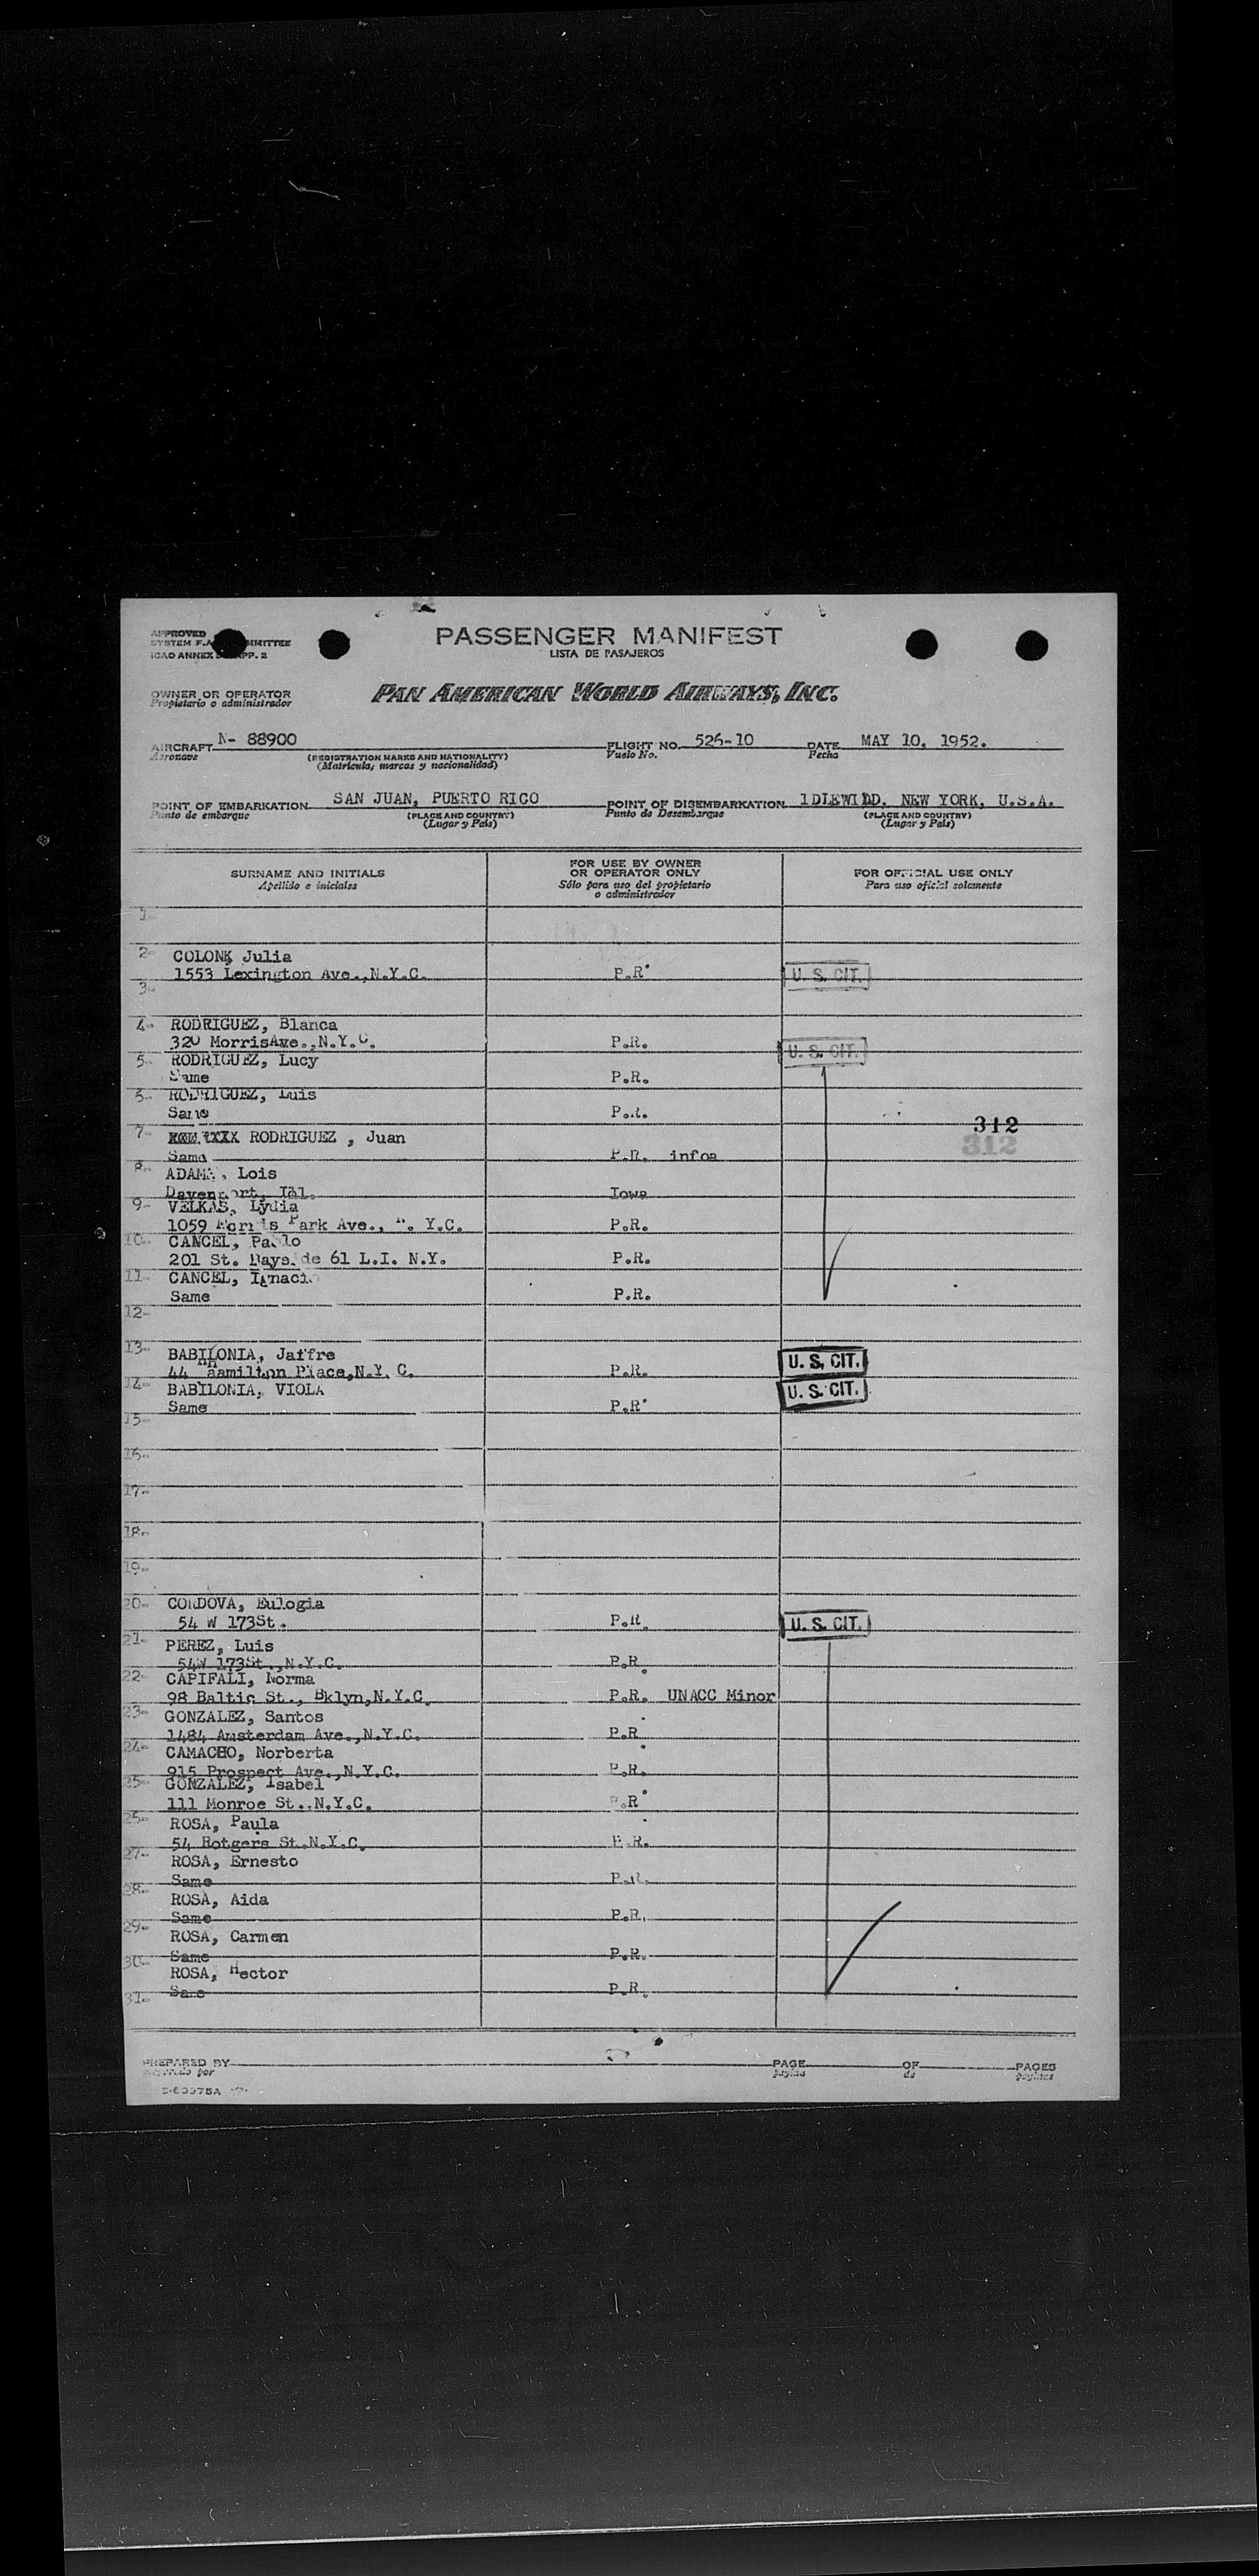 PASSENGER MANIFEST
LISTA DE PASAJEROS
APPROVED
SYSTEM F.A.
ICAO ANNEX
OWNER OR OPERATOR
Propietario o administrador
PAN AMERICAN WORLD AIRWAYS, INC.
AIRCRAFT N- 88900 FLIGHT NO. 526-10 DATE MAY 10, 1952.
Aeronave (REGISTRATION MARKS AND NATIONALITY) Vuelo No. Fecha
(Matrícula, marcas y nacionalidad)
POINT OF EMBARKATION SAN JUAN, PUERTO RICO POINT OF DISEMBARKATION IDLEWIDD, NEW YORK, U.S.A.
Punto de embarque (PLACE AND COUNTRY) Punto de Desembarque (PLACE AND COUNTRY)
(Lugar y País) (Lugar y País)
SURNAME AND INITIALS FOR USE BY OWNER OR OPERATOR ONLY FOR OFFICIAL USE ONLY
Apellido e iniciales Sólo para uso del propietario o administrador Para uso oficial solamente
1-
2- COLON, Julia
1553 Lexington Ave.,N.Y.C. P.R. U. S. CIT.
3-
4- RODRIGUEZ, Blanca
320 MorrisAve.,N.Y.C. P.R. U. S. CIT.
5- RODRIGUEZ, Lucy
Same P.R.
6- RODRIGUEZ, Luis
Same P.R.
312
7- RODRIGUEZ , Juan
312
Same P.R. infoa
8- ADAMS, Lois
Davenport, Iowa
9- VELKAS, Lydia
1059 Morris Park Ave., N. Y.C. P.R.
10- CANCEL, Pablo
201 St. Bayside 61 L.I. N.Y. P.R.
11- CANCEL, Ignacio
Same P.R.
12-
13- BABILONIA, Jaffre U. S. CIT.
44 Hamilton Place,N.Y. C. P.R.
14- BABILONIA, VIOLA U. S. CIT.
Same P.R.
15-
16-
17-
18-
19-
20- CORDOVA, Eulogia
54 W 173St. P.R. U. S. CIT.
21- PEREZ, Luis
54W 173St.,N.Y.C. P.R.
22- CAPIFALI, Norma
98 Baltic St., Bklyn,N.Y.C. P.R. UNACC Minor
23- GONZALEZ, Santos
1484 Amsterdam Ave.,N.Y.C. P.R.
24- CAMACHO, Norberta
915 Prospect Ave.,N.Y.C. P.R.
25- GONZALEZ, Isabel
111 Monroe St.,N.Y.C. P.R.
26- ROSA, Paula
54 Rotgers St.N.Y.C. P.R.
27- ROSA, Ernesto
Same P.R.
28- ROSA, Aida
Same P.R.
29- ROSA, Carmen
Same P.R.
30- ROSA, Hector
Same P.R.
31-
PREPARED BY PAGE OF PAGES
por página de páginas